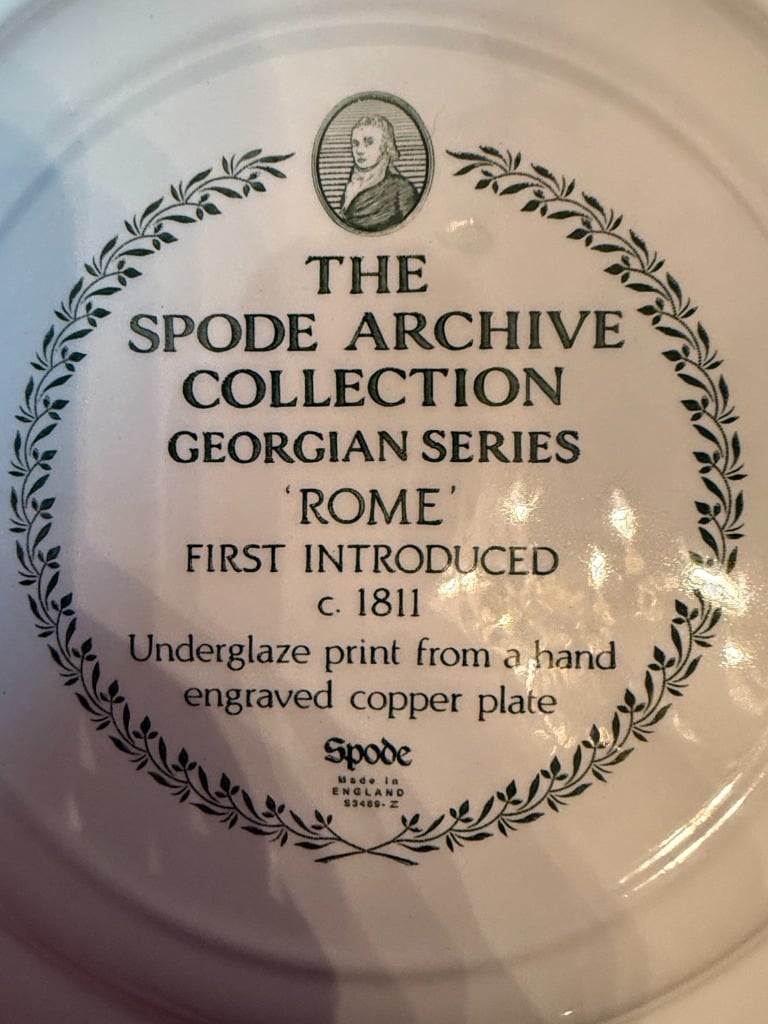 THE
SPODE ARCHIVE
COLLECTION
GEORGIAN SERIES
‘ROME’
FIRST INTRODUCED
c. 1811
Underglaze print from a hand
engraved copper plate
Spode
Made in
ENGLAND
S3489-Z